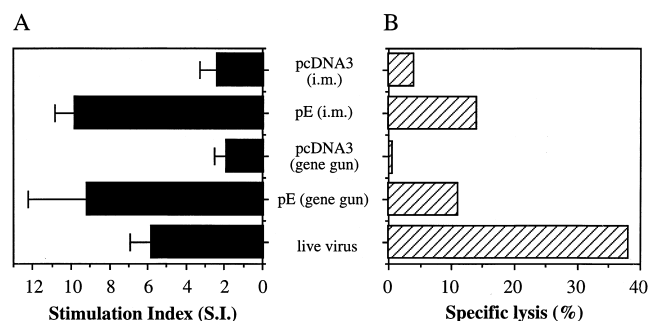 A
B
pcDNA3
(i.m.)
pE (i.m.)
pcDNA3
(gene gun)
pE (gene gun)
live virus
12 10 8 6 4 2 0
0 10 20 30 40
Stimulation Index (S.I.)
Specific lysis (%)